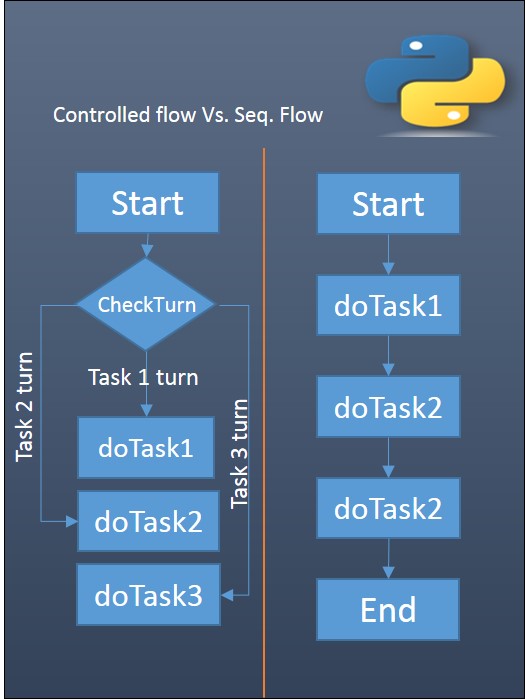 Controlled flow Vs. Seq. Flow
Start
CheckTurn
Task 1 turn
Task 2 turn
Task 3 turn
doTask1
doTask2
doTask3
Start
doTask1
doTask2
doTask2
End